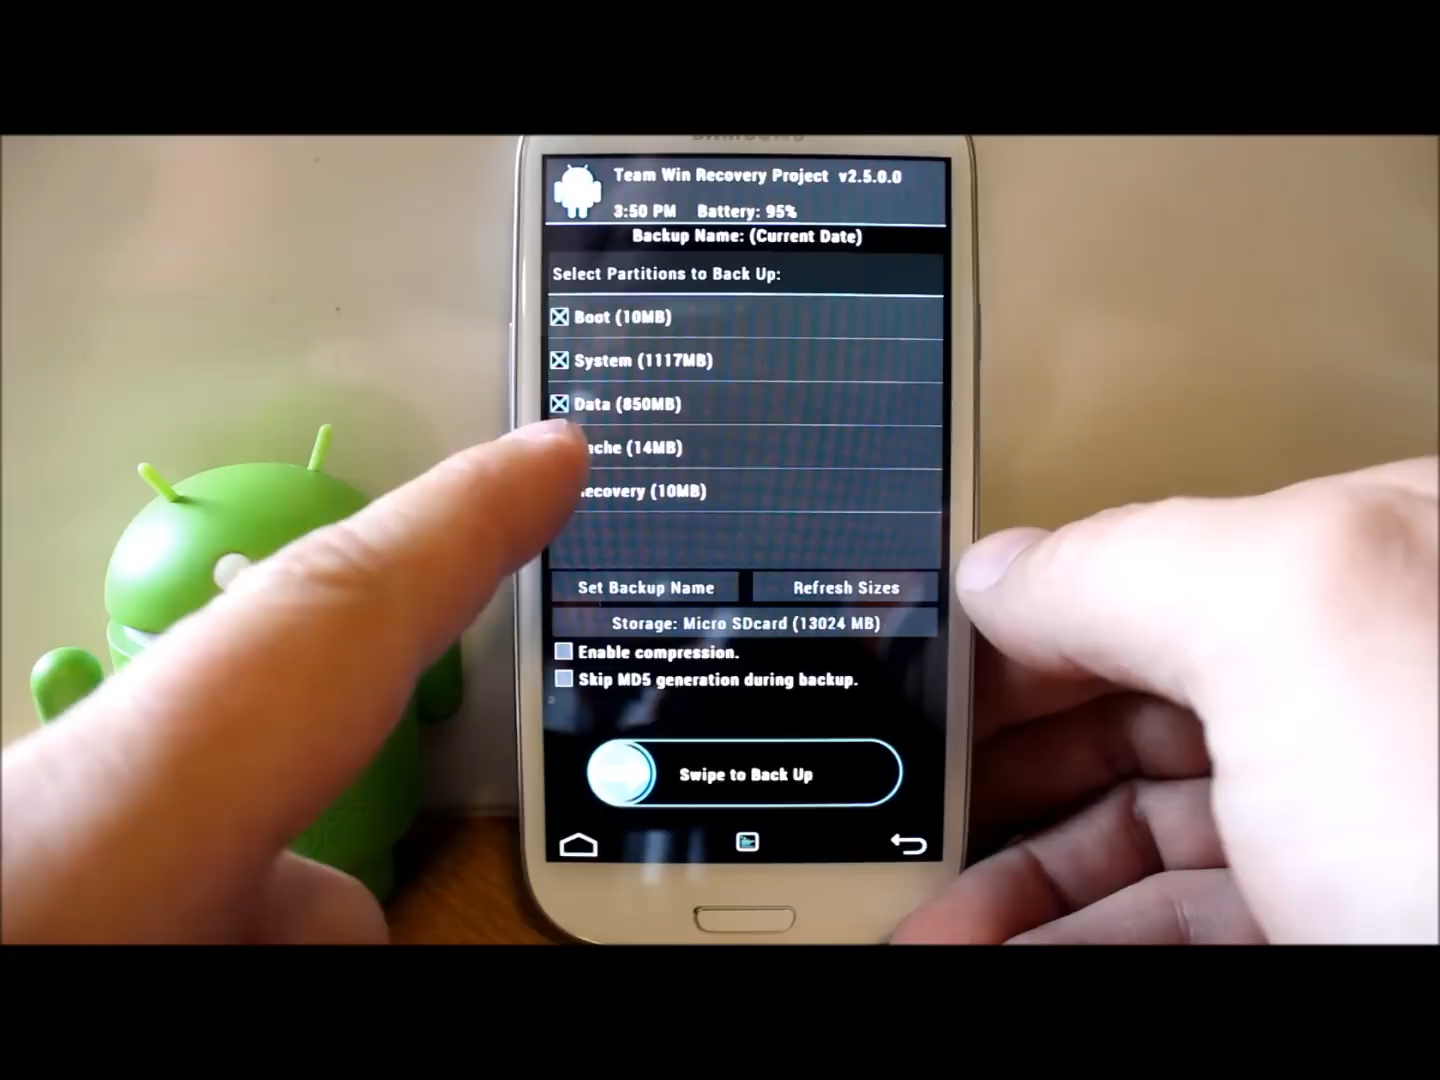 Team Win Recovery Project v2.5.0.0
3:50 PM Battery: 95%
Backup Name: (Current Date)
Select Partitions to Back Up:
Boot (10MB)
System (1117MB)
Data (850MB)
che (14MB)
ecovery (10MB)
Set Backup Name Refresh Sizes
Storage: Micro SDcard (13024 MB)
Enable compression.
Skip MD5 generation during backup.
Swipe to Back Up